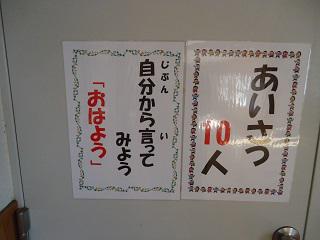 あいさつ
10人
自分から言って
じぶん い
みよう
「おはよう」